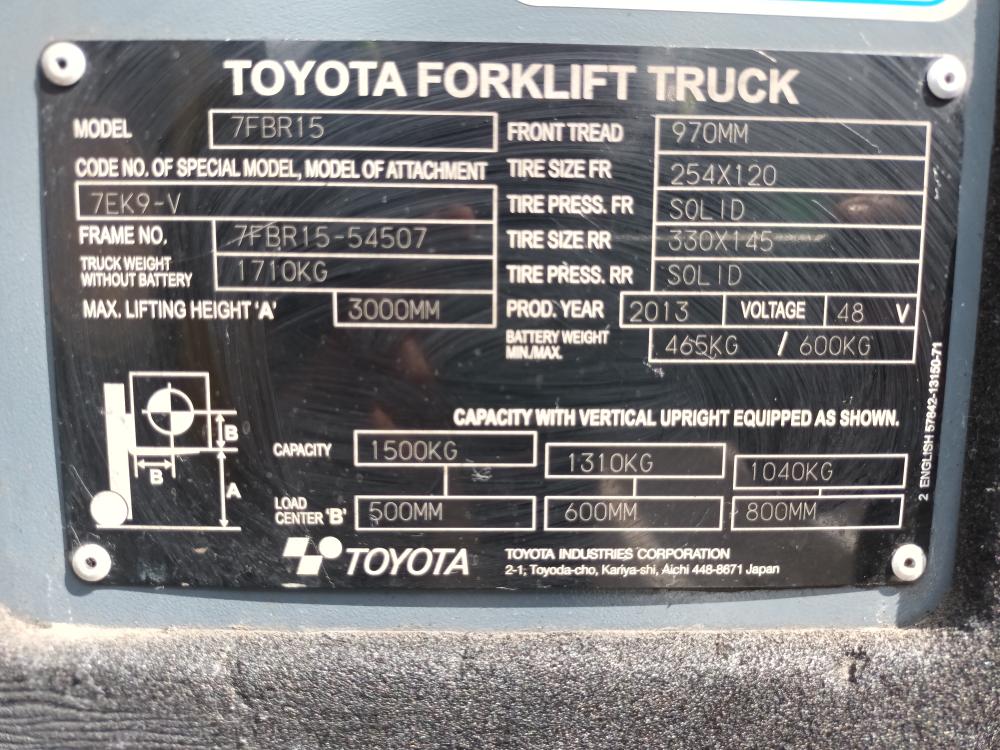 TOYOTA FORKLIFT TRUCK
MODEL 7FBR15
CODE NO. OF SPECIAL MODEL, MODEL OF ATTACHMENT
7EK9-V
FRAME NO. 7FBR15-54507
TRUCK WEIGHT WITHOUT BATTERY 1710KG
MAX. LIFTING HEIGHT 'A' 3000MM
FRONT TREAD 970MM
TIRE SIZE FR 254X120
TIRE PRESS. FR SOLID
TIRE SIZE RR 330X145
TIRE PRESS. RR SOLID
PROD. YEAR 2013 VOLTAGE 48 V
BATTERY WEIGHT MIN./MAX. 465KG / 600KG
CAPACITY WITH VERTICAL UPRIGHT EQUIPPED AS SHOWN.
B
B
A
CAPACITY 1500KG 1310KG 1040KG
LOAD CENTER 'B' 500MM 600MM 800MM
TOYOTA
TOYOTA INDUSTRIES CORPORATION
2-1, Toyoda-cho, Kariya-shi, Aichi 448-8671 Japan
2 ENGLISH 57842-13150-71